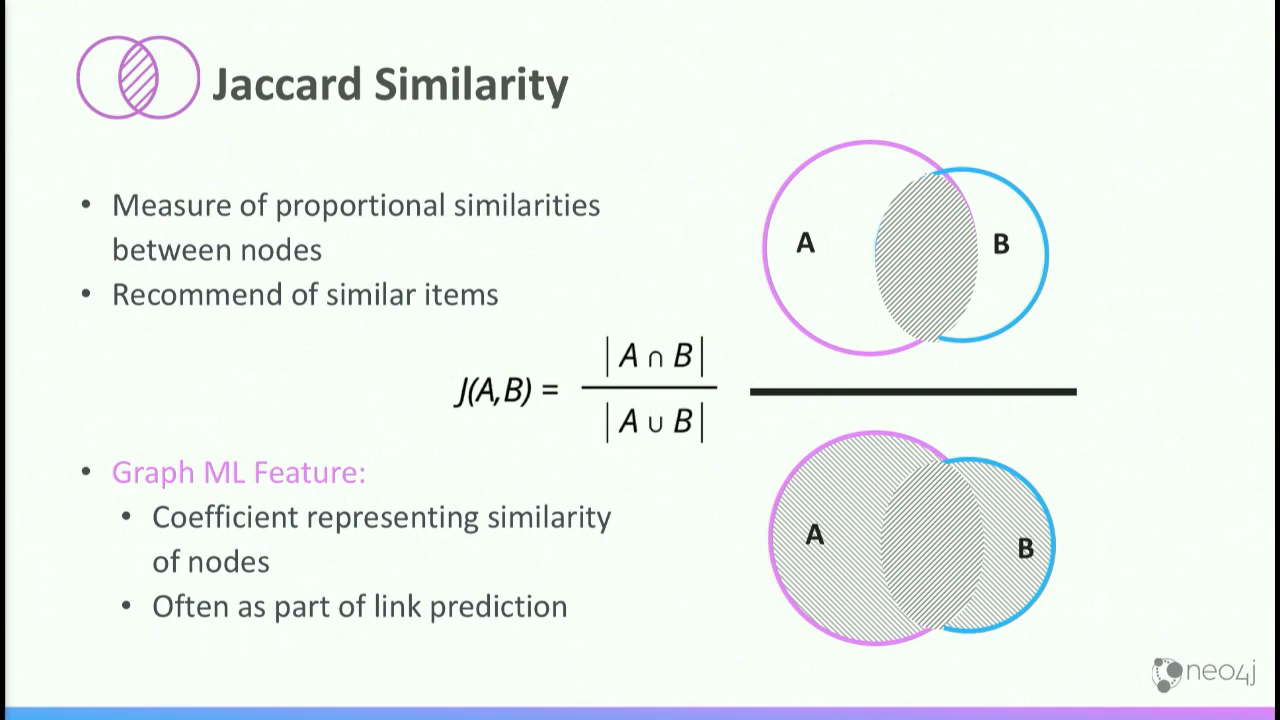 Jaccard Similarity
• Measure of proportional similarities
between nodes
• Recommend of similar items
J(A,B) = |A ∩ B|
|A ∪ B|
• Graph ML Feature:
• Coefficient representing similarity
of nodes
• Often as part of link prediction
A B
A B
neo4j